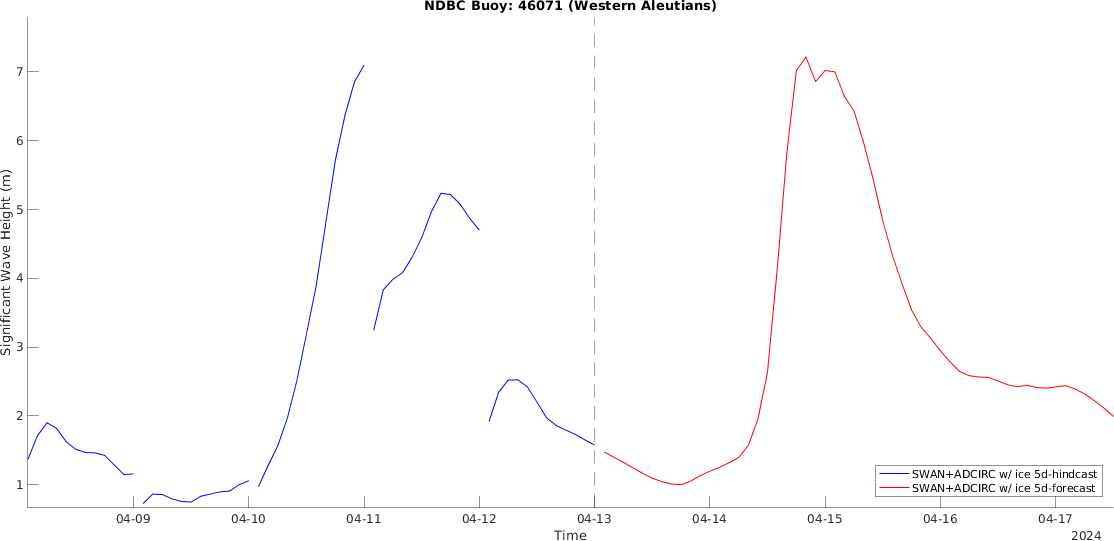 NDBC Buoy: 46071 (Western Aleutians)
Significant Wave Height (m)
7
6
5
4
3
2
1
SWAN+ADCIRC w/ ice 5d-hindcast
SWAN+ADCIRC w/ ice 5d-forecast
04-09 04-10 04-11 04-12 04-13 04-14 04-15 04-16 04-17
Time
2024